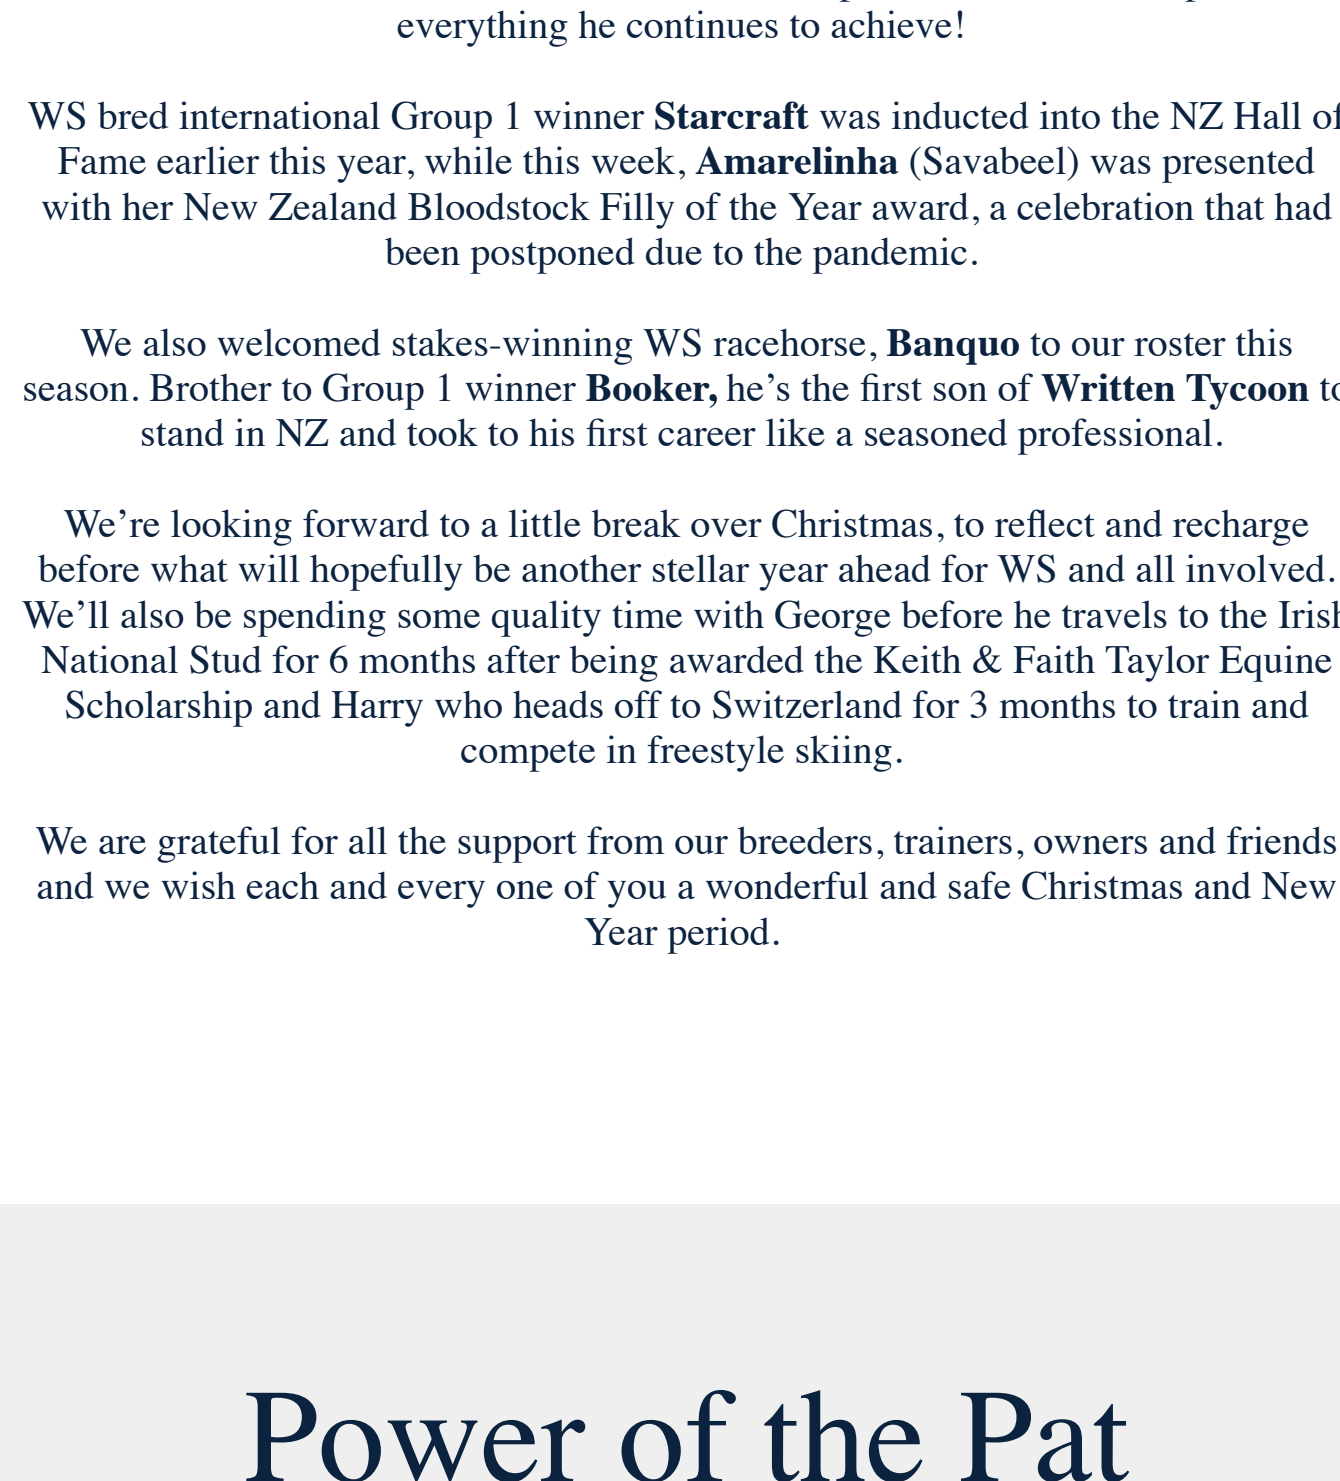 everything he continues to achieve!
WS bred international Group 1 winner Starcraft was inducted into the NZ Hall of
Fame earlier this year, while this week, Amarelinha (Savabeel) was presented
with her New Zealand Bloodstock Filly of the Year award, a celebration that had
been postponed due to the pandemic.
We also welcomed stakes-winning WS racehorse, Banquo to our roster this
season. Brother to Group 1 winner Booker, he’s the first son of Written Tycoon to
stand in NZ and took to his first career like a seasoned professional.
We’re looking forward to a little break over Christmas, to reflect and recharge
before what will hopefully be another stellar year ahead for WS and all involved.
We’ll also be spending some quality time with George before he travels to the Irish
National Stud for 6 months after being awarded the Keith & Faith Taylor Equine
Scholarship and Harry who heads off to Switzerland for 3 months to train and
compete in freestyle skiing.
We are grateful for all the support from our breeders, trainers, owners and friends
and we wish each and every one of you a wonderful and safe Christmas and New
Year period.
Power of the Pat